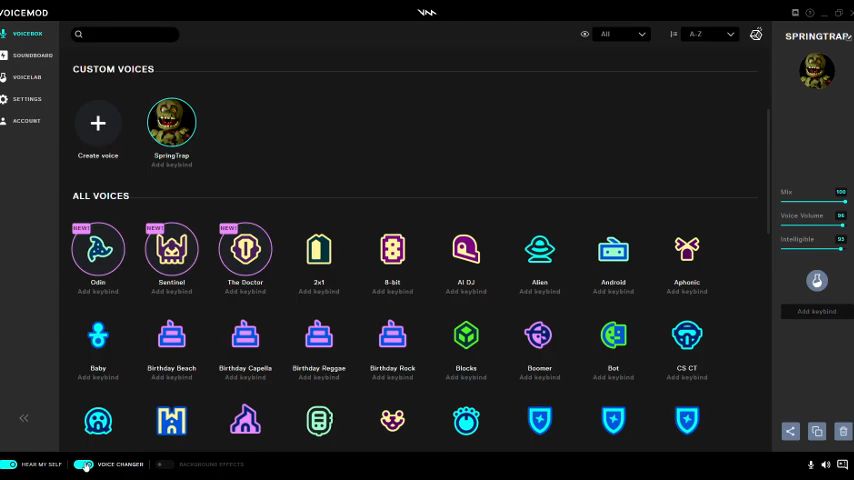 VOICEMOD
VOICEBOX
SOUNDBOARD
VOICELAB
SETTINGS
ACCOUNT
All
A-Z
CUSTOM VOICES
Create voice
SpringTrap
Add keybind
ALL VOICES
NEW! NEW! NEW!
Odin Sentinel The Doctor 2x1 8-bit AI DJ Alien Android Aphonic
Add keybind Add keybind Add keybind Add keybind Add keybind Add keybind Add keybind Add keybind Add keybind
Baby Birthday Beach Birthday Capella Birthday Reggae Birthday Rock Blocks Boomer Bot CS CT
Add keybind Add keybind Add keybind Add keybind Add keybind Add keybind Add keybind Add keybind Add keybind
SPRINGTRAP
Mix 100
Voice Volume
Intelligible
Add keybind
HEAR MY SELF VOICE CHANGER BACKGROUND EFFECTS